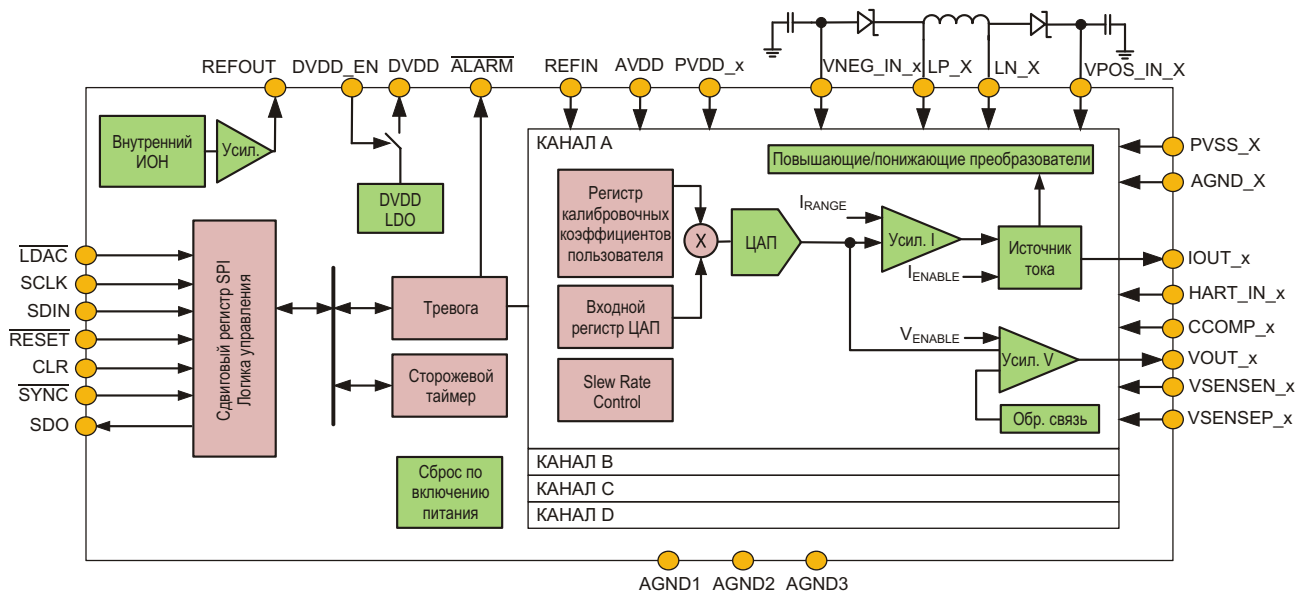 REFOUT
DVDD_EN
DVDD
ALARM
REFIN
AVDD
PVDD_x
VNEG_IN_x
LP_X
LN_X
VPOS_IN_X
Внутренний
ИОН
Усил.
DVDD
LDO
КАНАЛ A
Повышающие/понижающие преобразователи
PVSS_X
AGND_X
Регистр
калибровочных
коэффициентов
пользователя
X
ЦАП
IRANGE
Усил. I
IENABLE
Источник
тока
LDAC
SCLK
SDIN
RESET
CLR
SYNC
SDO
Сдвиговый регистр SPI
Логика управления
Тревога
Сторожевой
таймер
Входной
регистр ЦАП
Slew Rate
Control
VENABLE
Усил. V
Обр. связь
IOUT_x
HART_IN_x
CCOMP_x
VOUT_x
VSENSEN_x
VSENSEP_x
Сброс по
включению
питания
КАНАЛ B
КАНАЛ C
КАНАЛ D
AGND1
AGND2
AGND3